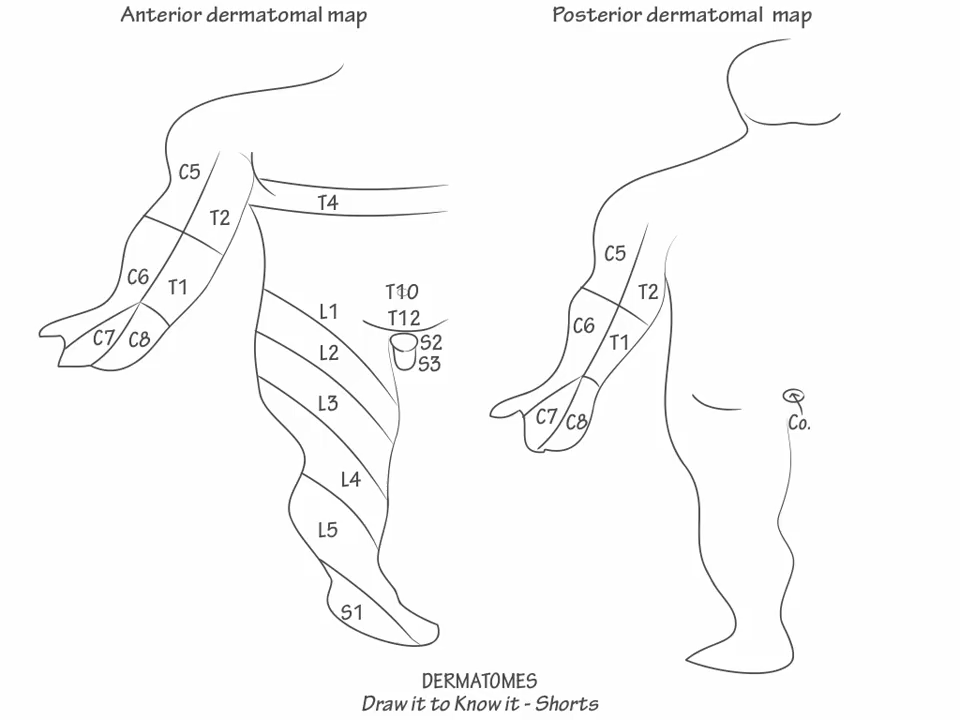 Anterior dermatomal map
Posterior dermatomal map
C5
T2
T4
C6
T1
C7
C8
T10
T12
L1
L2
S2
S3
L3
L4
L5
S1
C5
T2
C6
T1
C7
C8
Co.
DERMATOMES
Draw it to Know it - Shorts